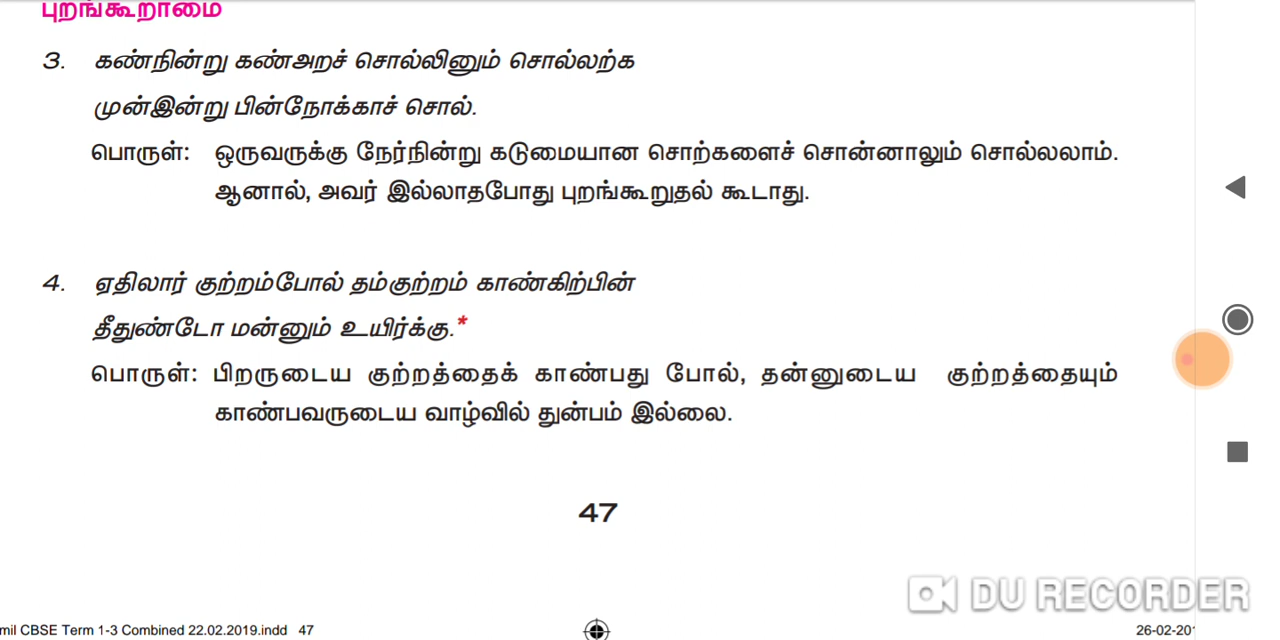 புறங்கூறாமை
3. கண்நின்று கண்அறச் சொல்லினும் சொல்லற்க
முன்இன்று பின்நோக்காச் சொல்.
பொருள்: ஒருவருக்கு நேர்நின்று கடுமையான சொற்களைச் சொன்னாலும் சொல்லலாம்.
ஆனால், அவர் இல்லாதபோது புறங்கூறுதல் கூடாது.
4. ஏதிலார் குற்றம்போல் தம்குற்றம் காண்கிற்பின்
தீதுண்டோ மன்னும் உயிர்க்கு.*
பொருள்: பிறருடைய குற்றத்தைக் காண்பது போல், தன்னுடைய குற்றத்தையும்
காண்பவருடைய வாழ்வில் துன்பம் இல்லை.
47
DU RECORDER
mil CBSE Term 1-3 Combined 22.02.2019.indd 47
26-02-201